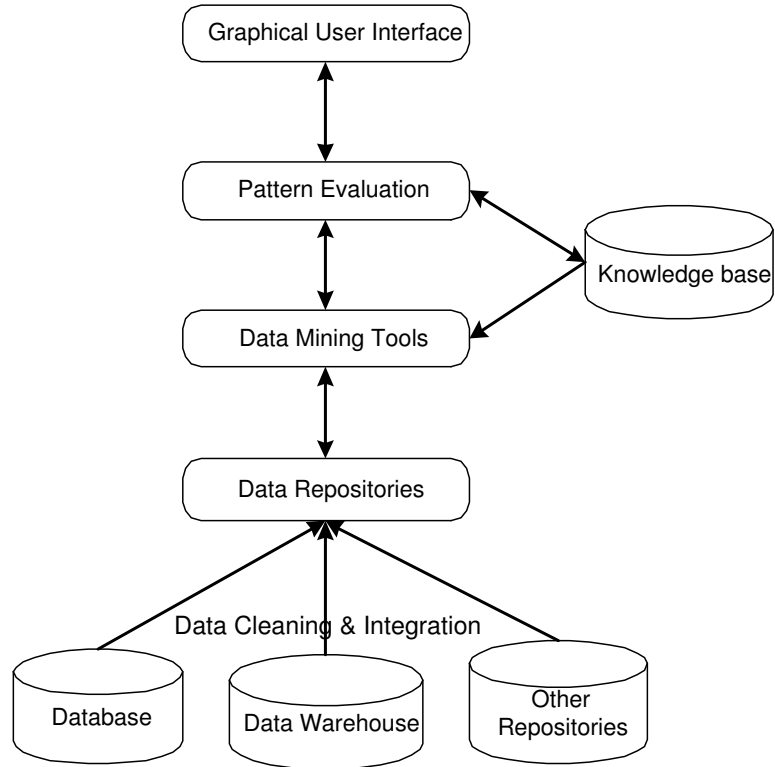 Graphical User Interface
Pattern Evaluation
Knowledge base
Data Mining Tools
Data Repositories
Data Cleaning & Integration
Database
Data Warehouse
Other
Repositories